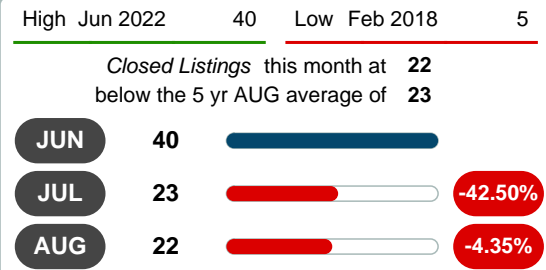 High Jun 2022 40 Low Feb 2018 5
Closed Listings this month at 22
below the 5 yr AUG average of 23
JUN 40
JUL 23 -42.50%
AUG 22 -4.35%